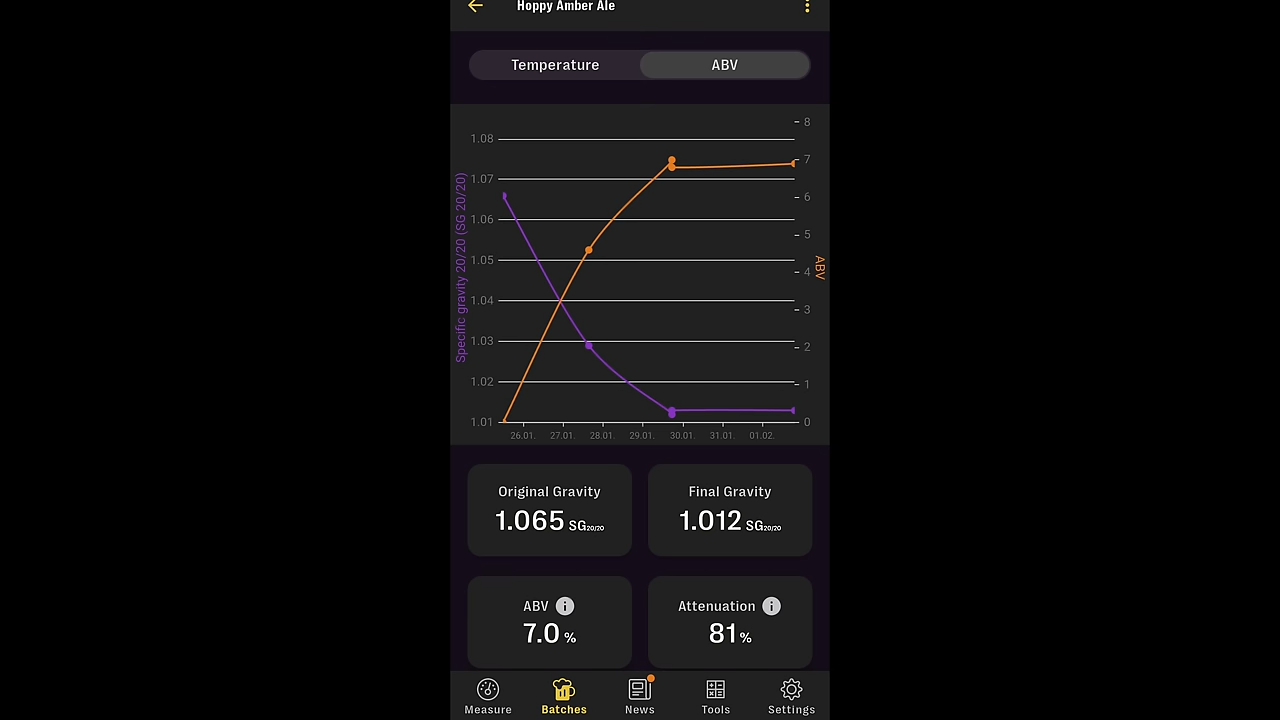 Hoppy Amber Ale
Temperature ABV
8
1.08
7
1.07
6
1.06
5
1.05
4
1.04
3
1.03
2
1.02
1
1.01
0
Specific gravity 20/20 (SG 20/20)
ABV
26.01. 27.01. 28.01. 29.01. 30.01. 31.01. 01.02.
Original Gravity
1.065 SG20/20
Final Gravity
1.012 SG20/20
ABV i
7.0 %
Attenuation i
81%
Measure Batches News Tools Settings